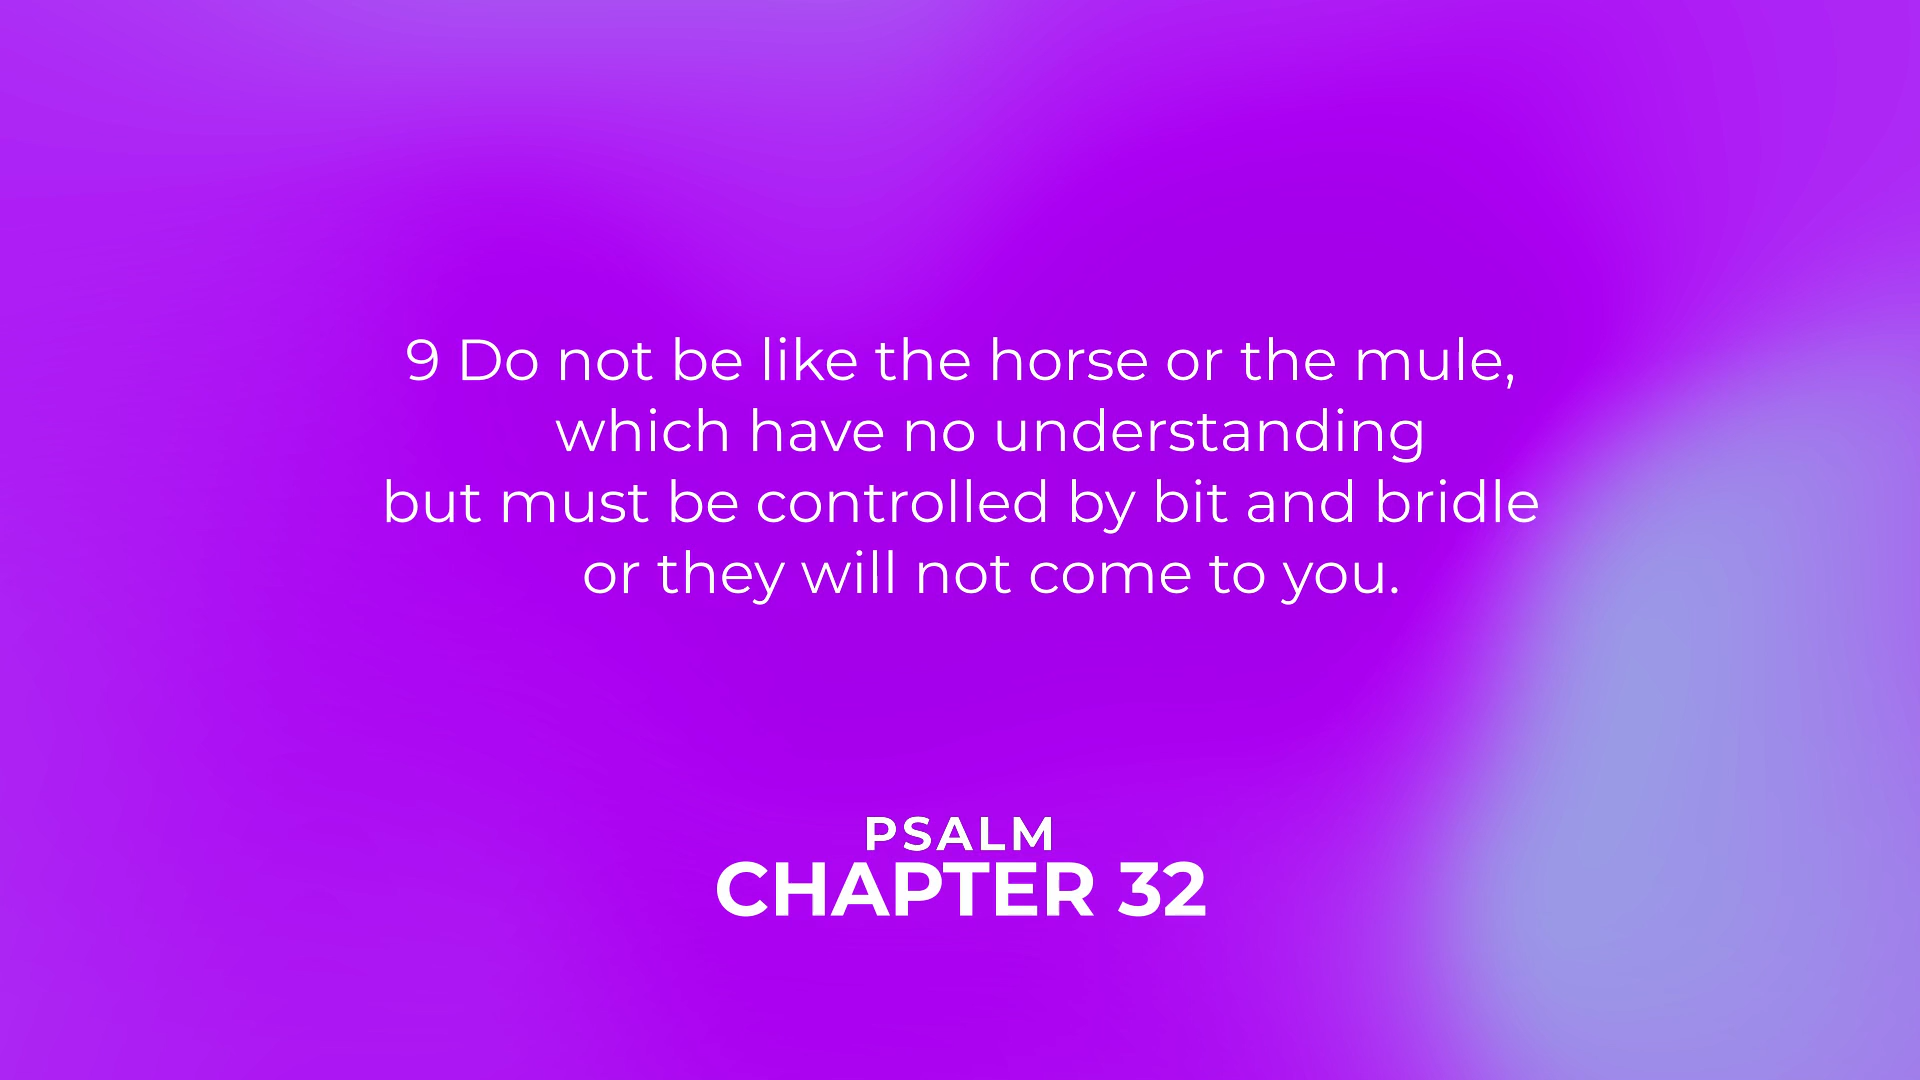 9 Do not be like the horse or the mule,
which have no understanding
but must be controlled by bit and bridle
or they will not come to you.
PSALM
CHAPTER 32